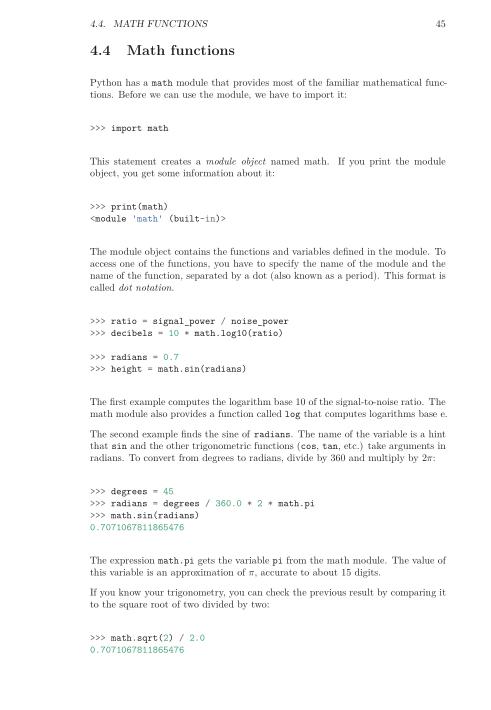 4.4. MATH FUNCTIONS 45
4.4 Math functions
Python has a math module that provides most of the familiar mathematical func-
tions. Before we can use the module, we have to import it:
>>> import math
This statement creates a module object named math. If you print the module
object, you get some information about it:
>>> print(math)
<module 'math' (built-in)>
The module object contains the functions and variables defined in the module. To
access one of the functions, you have to specify the name of the module and the
name of the function, separated by a dot (also known as a period). This format is
called dot notation.
>>> ratio = signal_power / noise_power
>>> decibels = 10 * math.log10(ratio)
>>> radians = 0.7
>>> height = math.sin(radians)
The first example computes the logarithm base 10 of the signal-to-noise ratio. The
math module also provides a function called log that computes logarithms base e.
The second example finds the sine of radians. The name of the variable is a hint
that sin and the other trigonometric functions (cos, tan, etc.) take arguments in
radians. To convert from degrees to radians, divide by 360 and multiply by 2π:
>>> degrees = 45
>>> radians = degrees / 360.0 * 2 * math.pi
>>> math.sin(radians)
0.7071067811865476
The expression math.pi gets the variable pi from the math module. The value of
this variable is an approximation of π, accurate to about 15 digits.
If you know your trigonometry, you can check the previous result by comparing it
to the square root of two divided by two:
>>> math.sqrt(2) / 2.0
0.7071067811865476